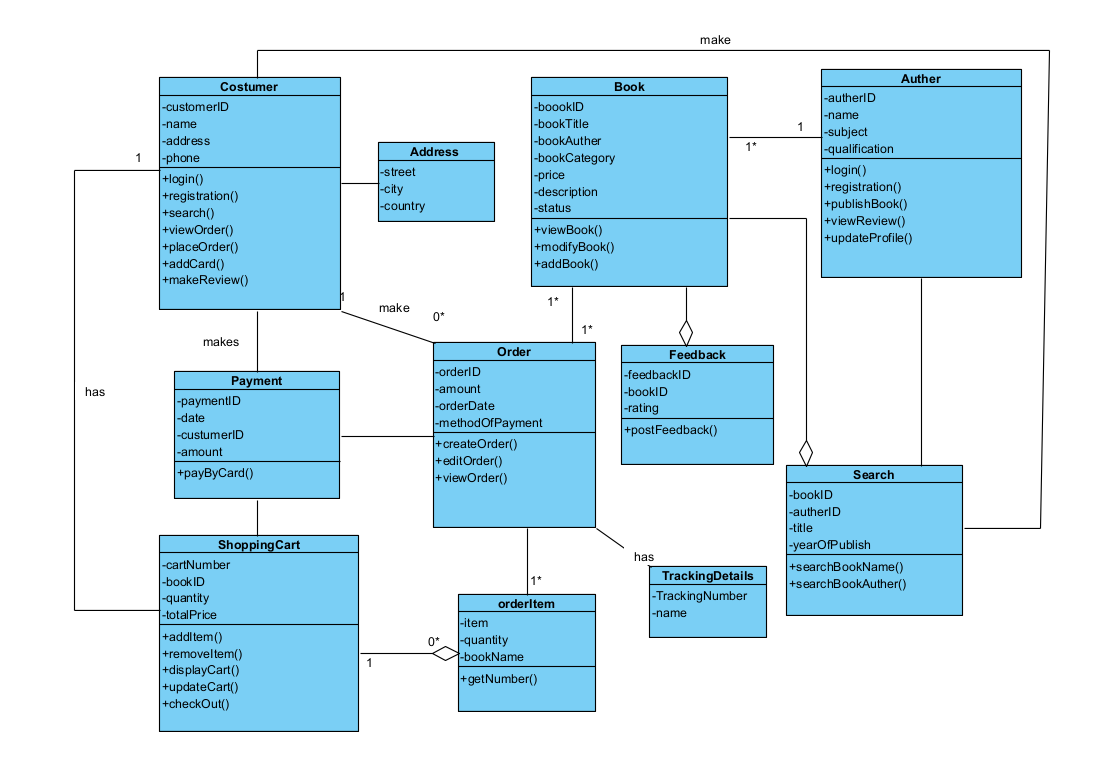 make
Costumer
-customerID
-name
-address
-phone
+login()
+registration()
+search()
+viewOrder()
+placeOrder()
+addCard()
+makeReview()
Address
-street
-city
-country
Book
-boookID
-bookTitle
-bookAuther
-bookCategory
-price
-description
-status
+viewBook()
+modifyBook()
+addBook()
Auther
-autherID
-name
-subject
-qualification
+login()
+registration()
+publishBook()
+viewReview()
+updateProfile()
1
1*
1
1
make
0*
1*
1*
makes
has
Payment
-paymentID
-date
-custumerID
-amount
+payByCard()
Order
-orderID
-amount
-orderDate
-methodOfPayment
+createOrder()
+editOrder()
+viewOrder()
Feedback
-feedbackID
-bookID
-rating
+postFeedback()
Search
-bookID
-autherID
-title
-yearOfPublish
+searchBookName()
+searchBookAuther()
ShoppingCart
-cartNumber
-bookID
-quantity
-totalPrice
+addItem()
+removeItem()
+displayCart()
+updateCart()
+checkOut()
has
TrackingDetails
-TrackingNumber
-name
1*
orderItem
-item
-quantity
-bookName
+getNumber()
0*
1